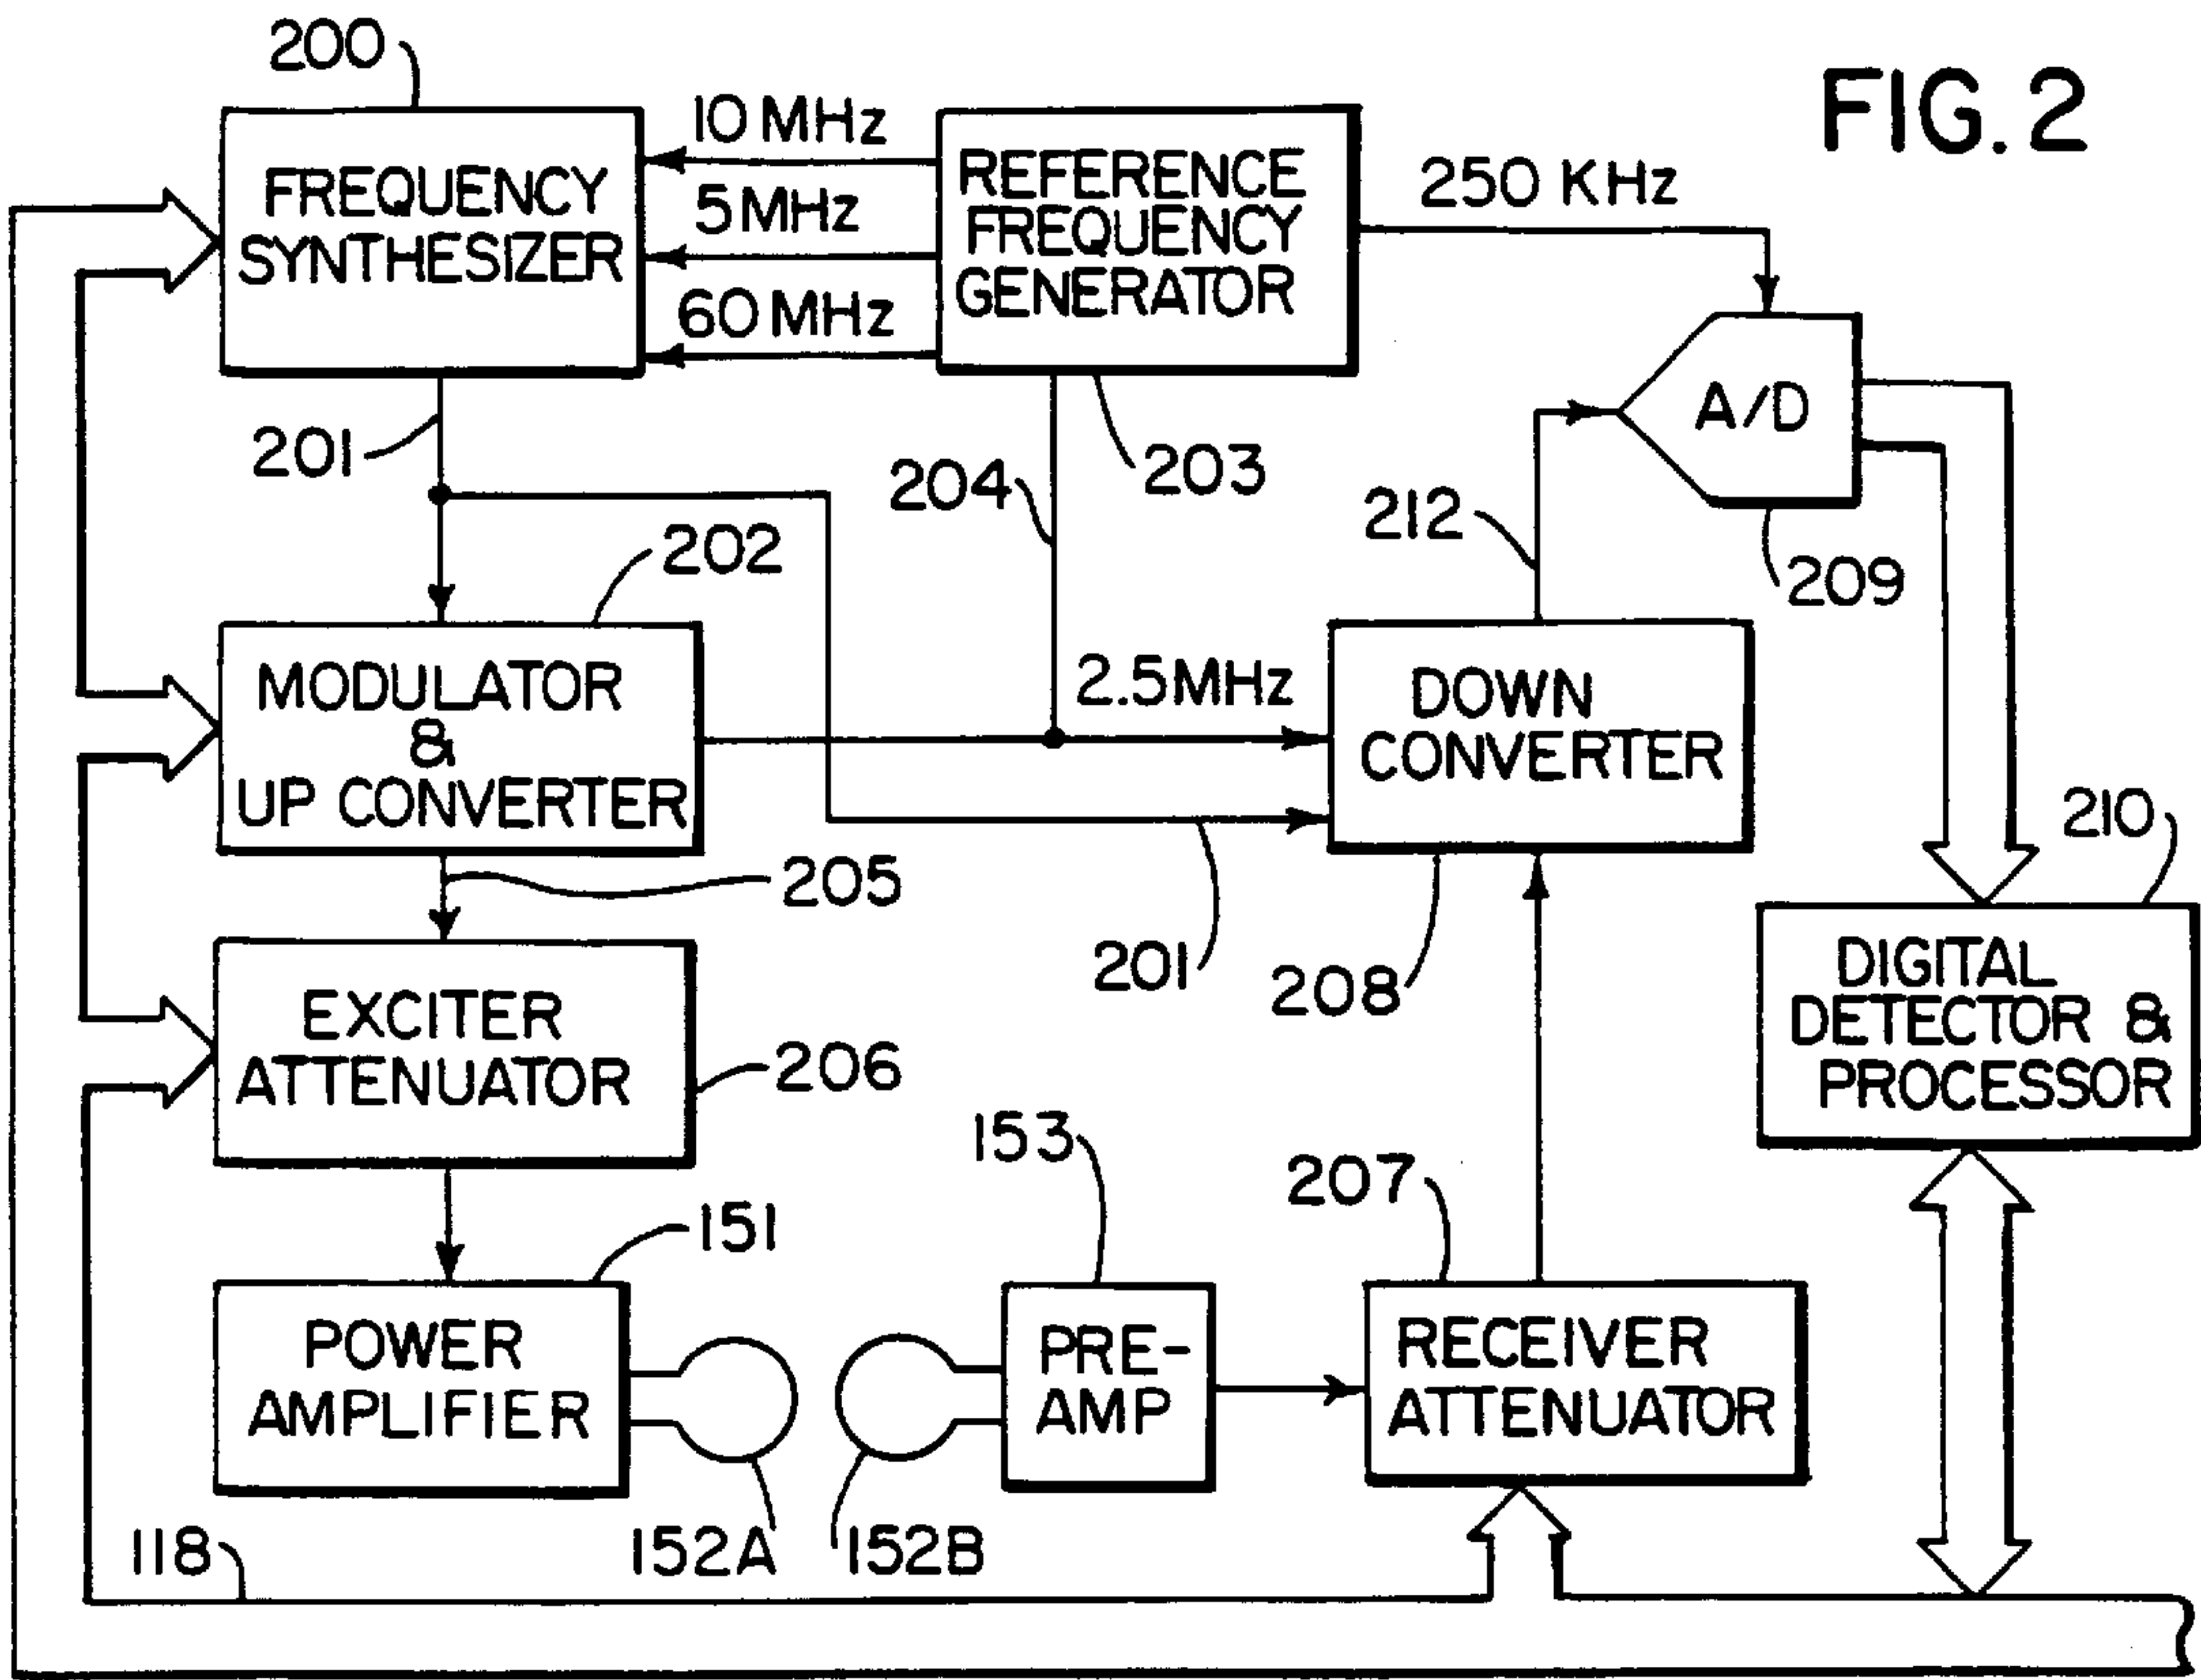 FIG. 2
200
FREQUENCY
SYNTHESIZER
10 MHz
5 MHz
60 MHz
REFERENCE
FREQUENCY
GENERATOR
250 KHz
A/D
201
204
203
212
209
202
MODULATOR
&
UP CONVERTER
2.5MHz
DOWN
CONVERTER
210
205
201
208
DIGITAL
DETECTOR &
PROCESSOR
EXCITER
ATTENUATOR
206
153
207
151
POWER
AMPLIFIER
PRE-
AMP
RECEIVER
ATTENUATOR
118
152A
152B